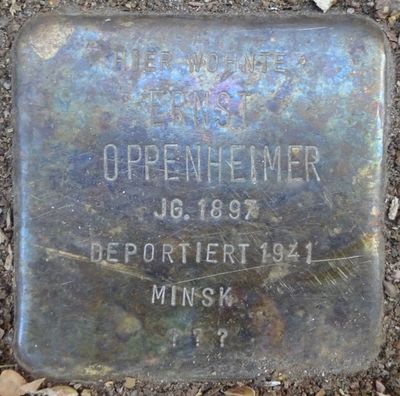 HIER WOHNTE
ERNST
OPPENHEIMER
JG. 1897
DEPORTIERT 1941
MINSK
? ? ?